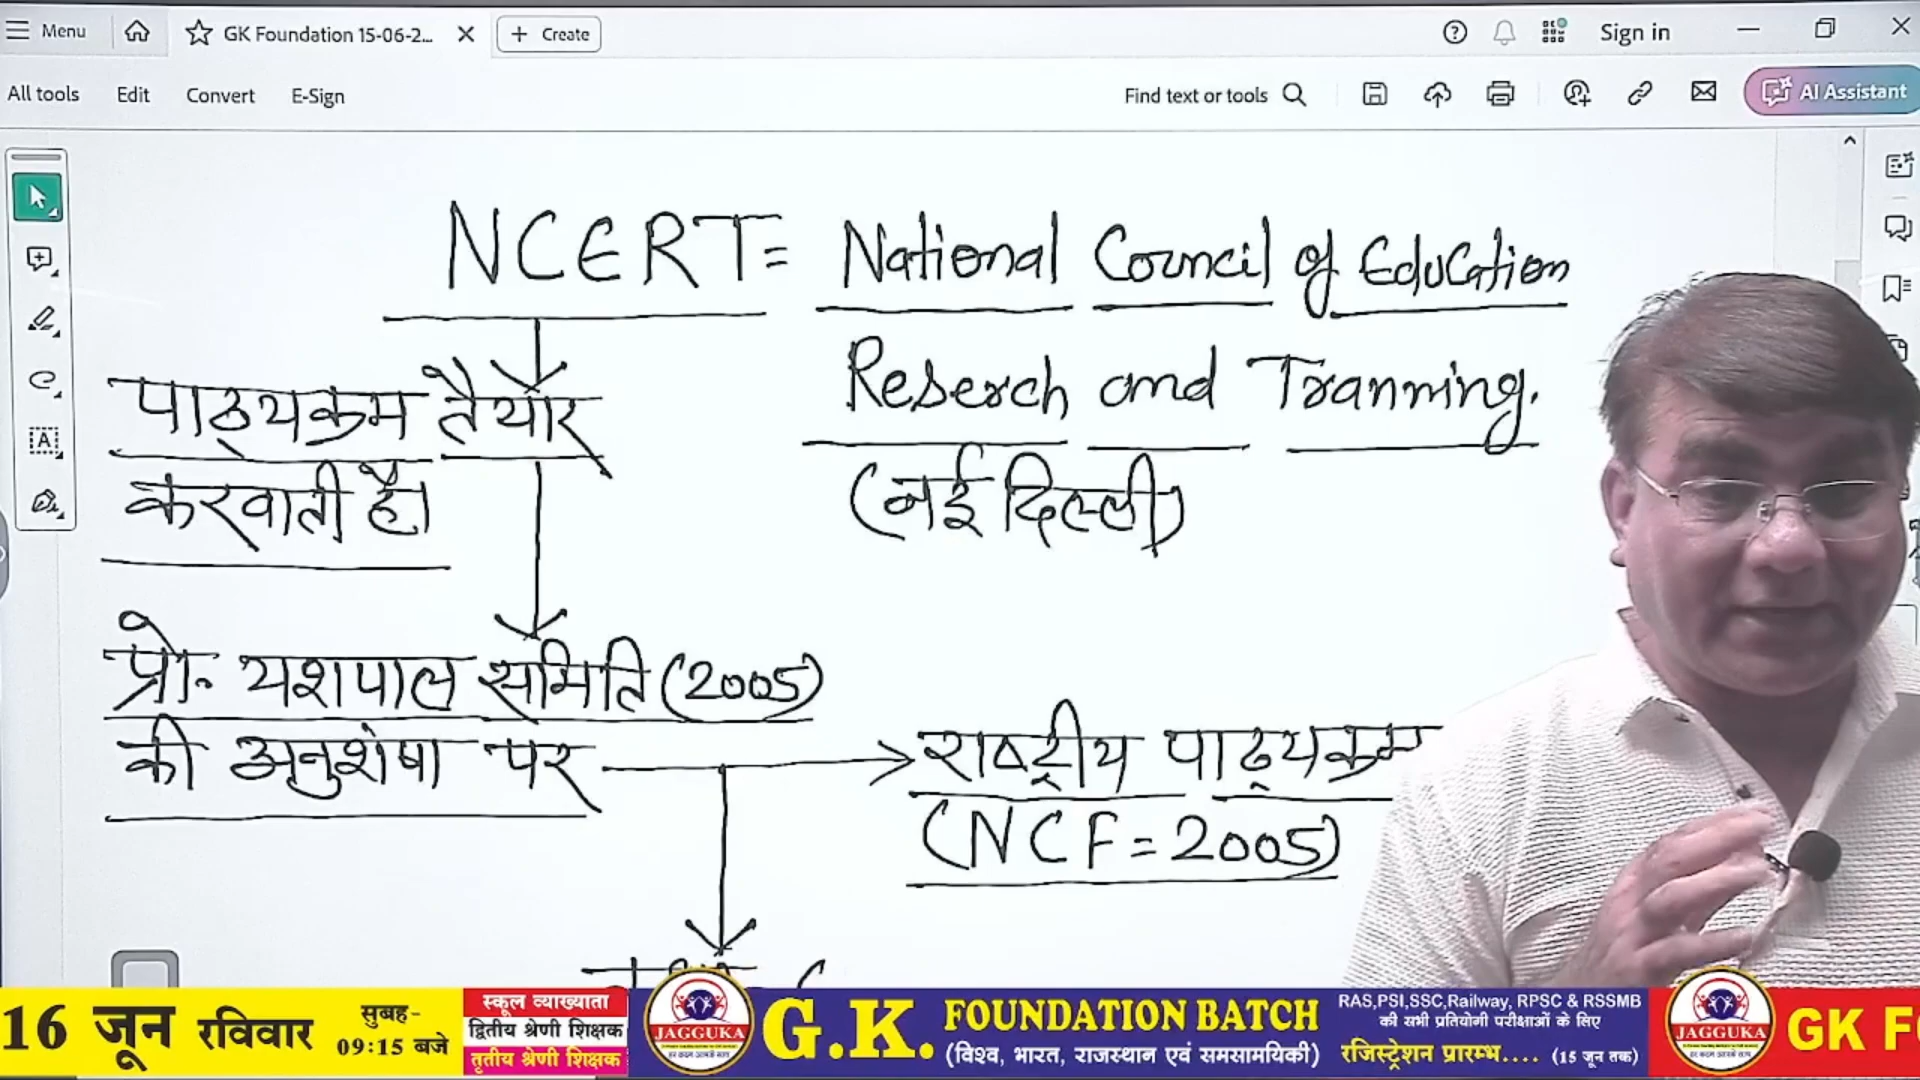 Menu
GK Foundation 15-06-2...
Create
Sign in
All tools
Edit
Convert
E-Sign
Find text or tools
AI Assistant
NCERT = National Council of Education
Reserch and Tranming.
(नई दिल्ली)
पाठ्यक्रम तैयार
करवाती है।
प्रो. यशपाल समिति (2005)
की अनुशंषा पर
राष्ट्रीय पाठ्यक्रम
(NCF = 2005)
16 जून रविवार
सुबह-
09:15 बजे
स्कूल व्याख्याता
द्वितीय श्रेणी शिक्षक
तृतीय श्रेणी शिक्षक
JAGGUKA
G.K. FOUNDATION BATCH
(विश्व, भारत, राजस्थान एवं समसामयिकी)
RAS,PSI,SSC,Railway, RPSC & RSSMB
की सभी प्रतियोगी परीक्षाओं के लिए
रजिस्ट्रेशन प्रारम्भ.... (15 जून तक)
JAGGUKA
GK F